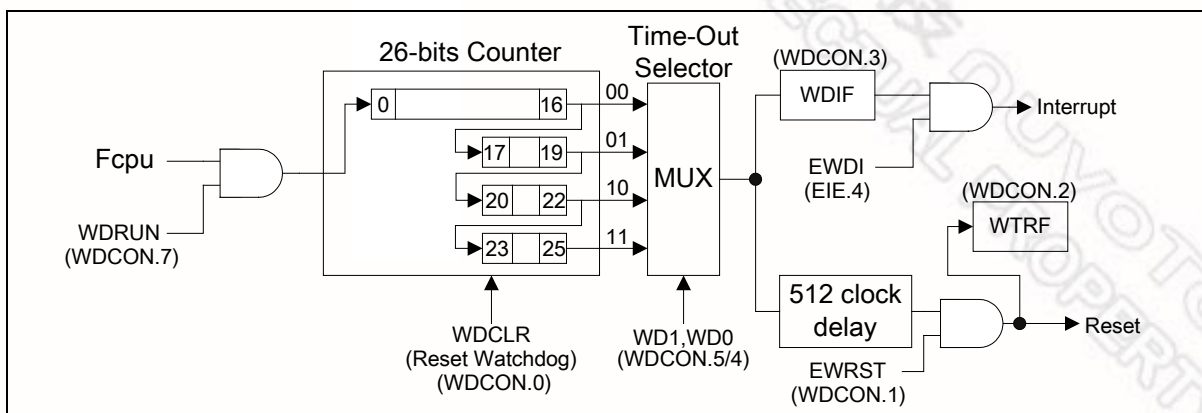 26-bits Counter
Time-Out
Selector
0
16
00
17
19
01
20
22
10
23
25
11
MUX
Fcpu
WDRUN
(WDCON.7)
WDCLR
(Reset Watchdog)
(WDCON.0)
WD1,WD0
(WDCON.5/4)
(WDCON.3)
WDIF
Interrupt
EWDI
(EIE.4)
(WDCON.2)
WTRF
512 clock
delay
Reset
EWRST
(WDCON.1)